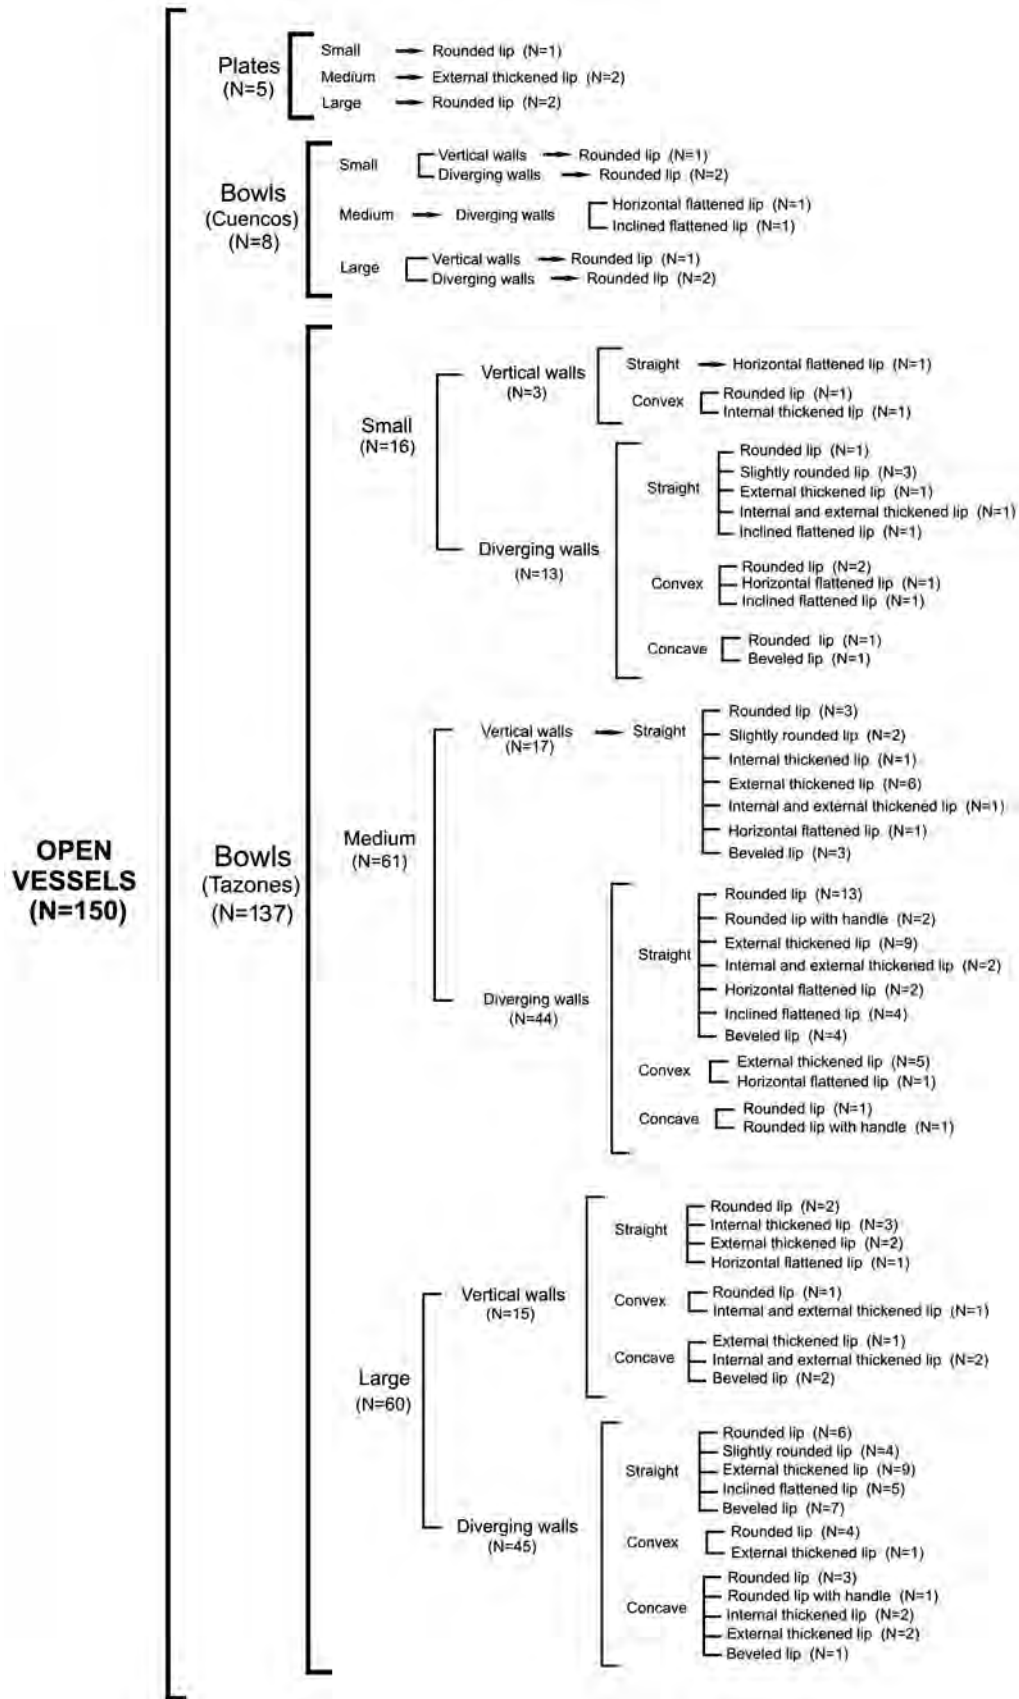 OPEN
VESSELS
(N=150)
Plates
(N=5)
Small
Rounded lip (N=1)
Medium
External thickened lip (N=2)
Large
Rounded lip (N=2)
Bowls
(Cuencos)
(N=8)
Small
Vertical walls
Rounded lip (N=1)
Diverging walls
Rounded lip (N=2)
Medium
Diverging walls
Horizontal flattened lip (N=1)
Inclined flattened lip (N=1)
Large
Vertical walls
Rounded lip (N=1)
Diverging walls
Rounded lip (N=2)
Bowls
(Tazones)
(N=137)
Small
(N=16)
Vertical walls
(N=3)
Straight
Horizontal flattened lip (N=1)
Convex
Rounded lip (N=1)
Internal thickened lip (N=1)
Diverging walls
(N=13)
Straight
Rounded lip (N=1)
Slightly rounded lip (N=3)
External thickened lip (N=1)
Internal and external thickened lip (N=1)
Inclined flattened lip (N=1)
Convex
Rounded lip (N=2)
Horizontal flattened lip (N=1)
Inclined flattened lip (N=1)
Concave
Rounded lip (N=1)
Beveled lip (N=1)
Medium
(N=61)
Vertical walls
(N=17)
Straight
Rounded lip (N=3)
Slightly rounded lip (N=2)
Internal thickened lip (N=1)
External thickened lip (N=6)
Internal and external thickened lip (N=1)
Horizontal flattened lip (N=1)
Beveled lip (N=3)
Diverging walls
(N=44)
Straight
Rounded lip (N=13)
Rounded lip with handle (N=2)
External thickened lip (N=9)
Internal and external thickened lip (N=2)
Horizontal flattened lip (N=2)
Inclined flattened lip (N=4)
Beveled lip (N=4)
Convex
External thickened lip (N=5)
Horizontal flattened lip (N=1)
Concave
Rounded lip (N=1)
Rounded lip with handle (N=1)
Large
(N=60)
Vertical walls
(N=15)
Straight
Rounded lip (N=2)
Internal thickened lip (N=3)
External thickened lip (N=2)
Horizontal flattened lip (N=1)
Convex
Rounded lip (N=1)
Internal and external thickened lip (N=1)
Concave
External thickened lip (N=1)
Internal and external thickened lip (N=2)
Beveled lip (N=2)
Diverging walls
(N=45)
Straight
Rounded lip (N=6)
Slightly rounded lip (N=4)
External thickened lip (N=9)
Inclined flattened lip (N=5)
Beveled lip (N=7)
Convex
Rounded lip (N=4)
External thickened lip (N=1)
Concave
Rounded lip (N=3)
Rounded lip with handle (N=1)
Internal thickened lip (N=2)
External thickened lip (N=2)
Beveled lip (N=1)